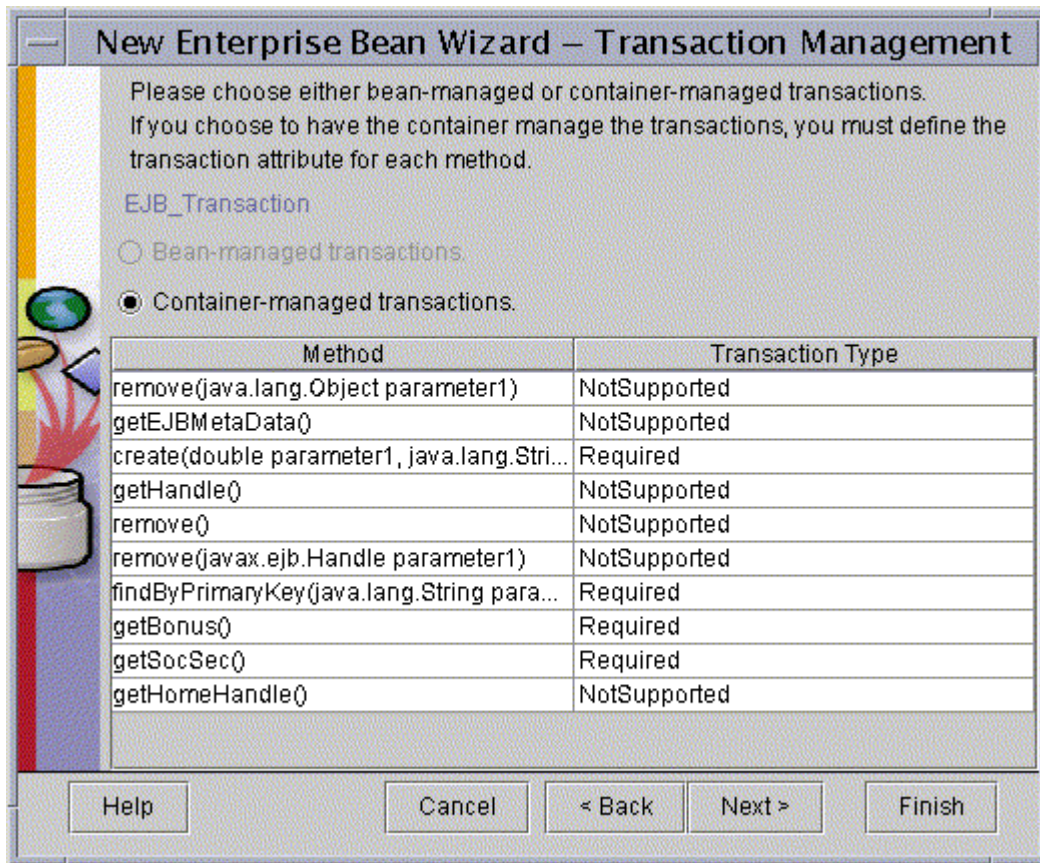 New Enterprise Bean Wizard – Transaction Management
Please choose either bean-managed or container-managed transactions.
If you choose to have the container manage the transactions, you must define the
transaction attribute for each method.
EJB_Transaction
Bean-managed transactions.
Container-managed transactions.
Method Transaction Type
remove(java.lang.Object parameter1) NotSupported
getEJBMetaData() NotSupported
create(double parameter1, java.lang.Stri... Required
getHandle() NotSupported
remove() NotSupported
remove(javax.ejb.Handle parameter1) NotSupported
findByPrimaryKey(java.lang.String para... Required
getBonus() Required
getSocSec() Required
getHomeHandle() NotSupported
Help Cancel < Back Next > Finish